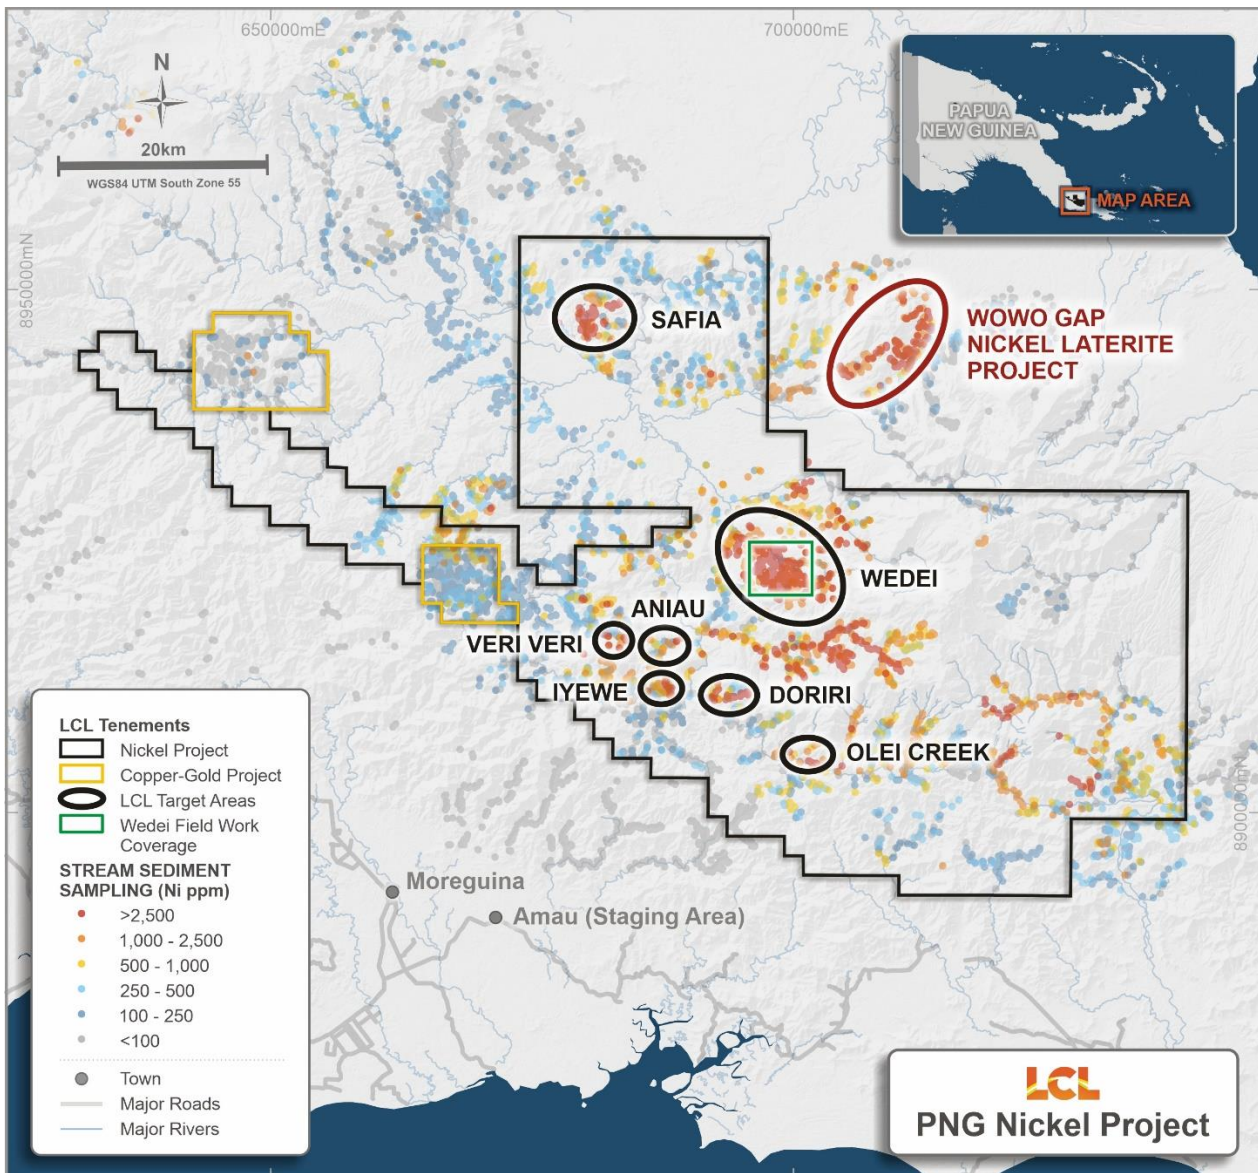 650000mE
700000mE
N
20km
WGS84 UTM South Zone 55
8950000mN
PAPUA
NEW GUINEA
MAP AREA
SAFIA
WOWO GAP
NICKEL LATERITE
PROJECT
WEDEI
ANIAU
VERI VERI
IYEWE
DORIRI
OLEI CREEK
8900000mN
Moreguina
Amau (Staging Area)
LCL Tenements
Nickel Project
Copper-Gold Project
LCL Target Areas
Wedei Field Work
Coverage
STREAM SEDIMENT
SAMPLING (Ni ppm)
>2,500
1,000 - 2,500
500 - 1,000
250 - 500
100 - 250
<100
Town
Major Roads
Major Rivers
LCL
PNG Nickel Project